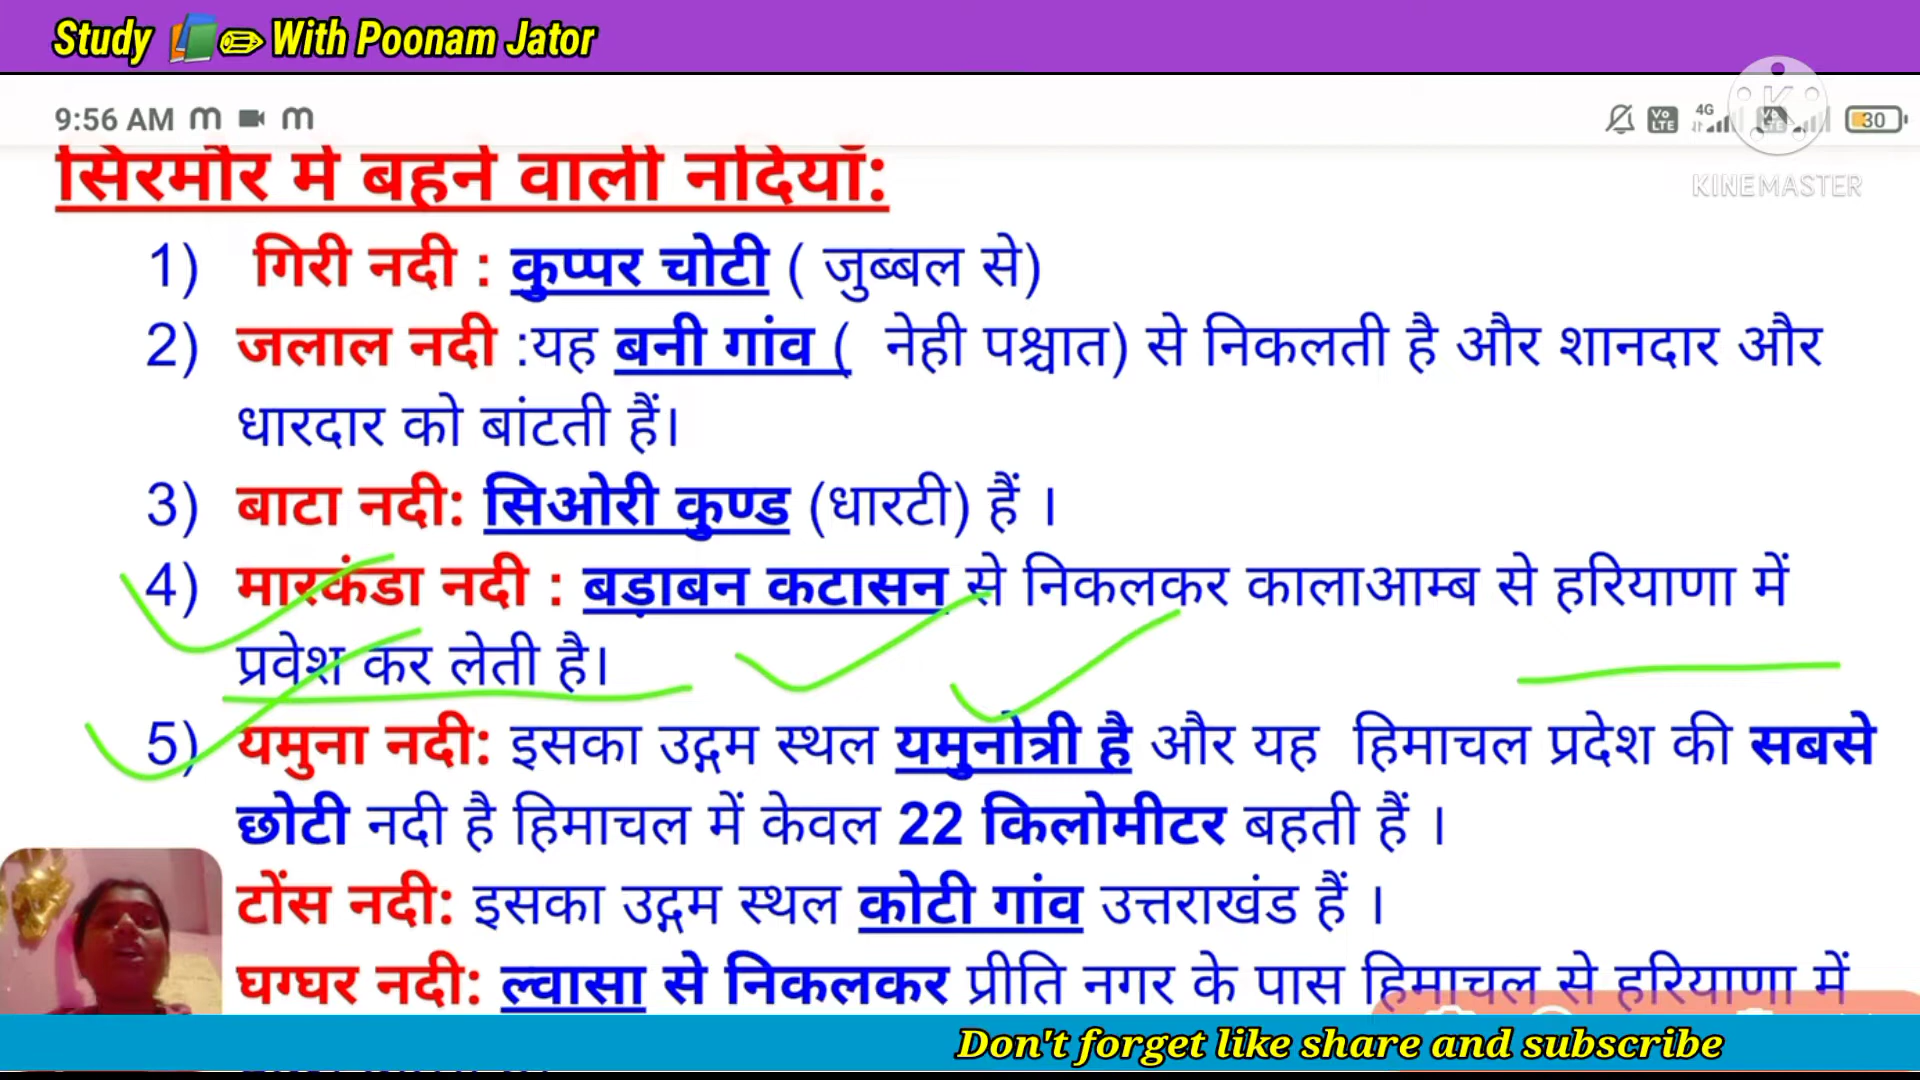 Study With Poonam Jator
9:56 AM
4G
Vo LTE
30
KINEMASTER
सिरमौर में बहने वाली नदियाँ:
1) गिरी नदी : कुप्पर चोटी ( जुब्बल से)
2) जलाल नदी :यह बनी गांव ( नेही पश्चात) से निकलती है और शानदार और
धारदार को बांटती हैं।
3) बाटा नदी: सिओरी कुण्ड (धारटी) हैं ।
4) मारकंडा नदी : बड़ाबन कटासन से निकलकर कालाआम्ब से हरियाणा में
प्रवेश कर लेती है।
5) यमुना नदी: इसका उद्गम स्थल यमुनोत्री है और यह हिमाचल प्रदेश की सबसे
छोटी नदी है हिमाचल में केवल 22 किलोमीटर बहती हैं ।
टोंस नदी: इसका उद्गम स्थल कोटी गांव उत्तराखंड हैं ।
घग्घर नदी: ल्वासा से निकलकर प्रीति नगर के पास हिमाचल से हरियाणा में
Don't forget like share and subscribe